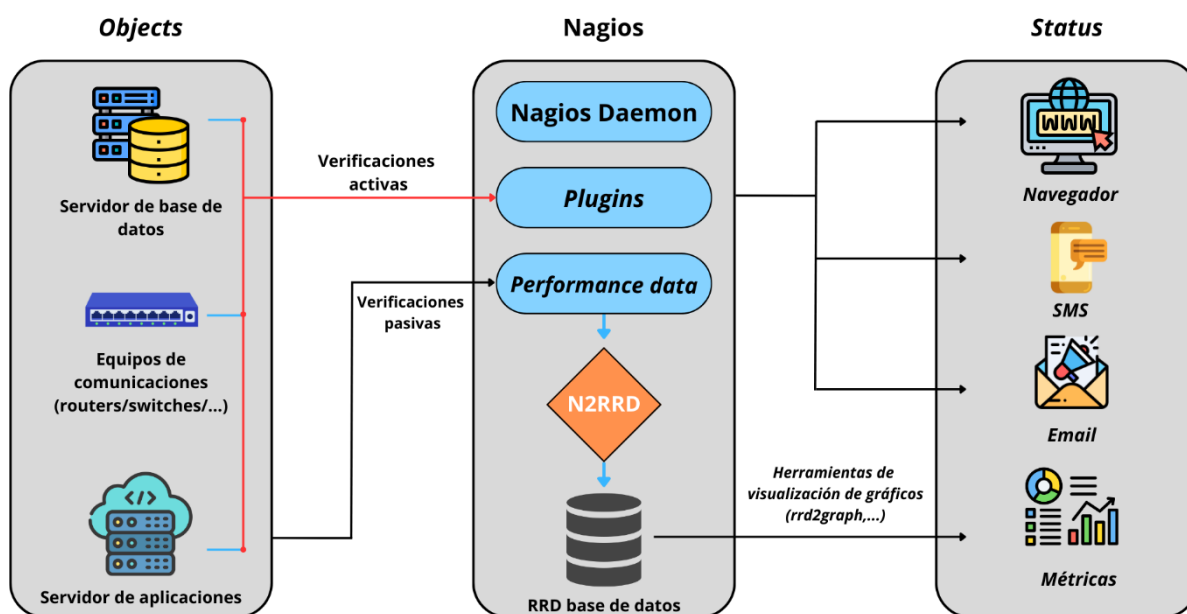 Objects
Servidor de base de
datos
Equipos de
comunicaciones
(routers/switches/...)
Servidor de aplicaciones
Verificaciones
activas
Verificaciones
pasivas
Nagios
Nagios Daemon
Plugins
Performance data
N2RRD
RRD base de datos
Herramientas de
visualización de gráficos
(rrd2graph,...)
Status
WWW
Navegador
SMS
Email
Métricas